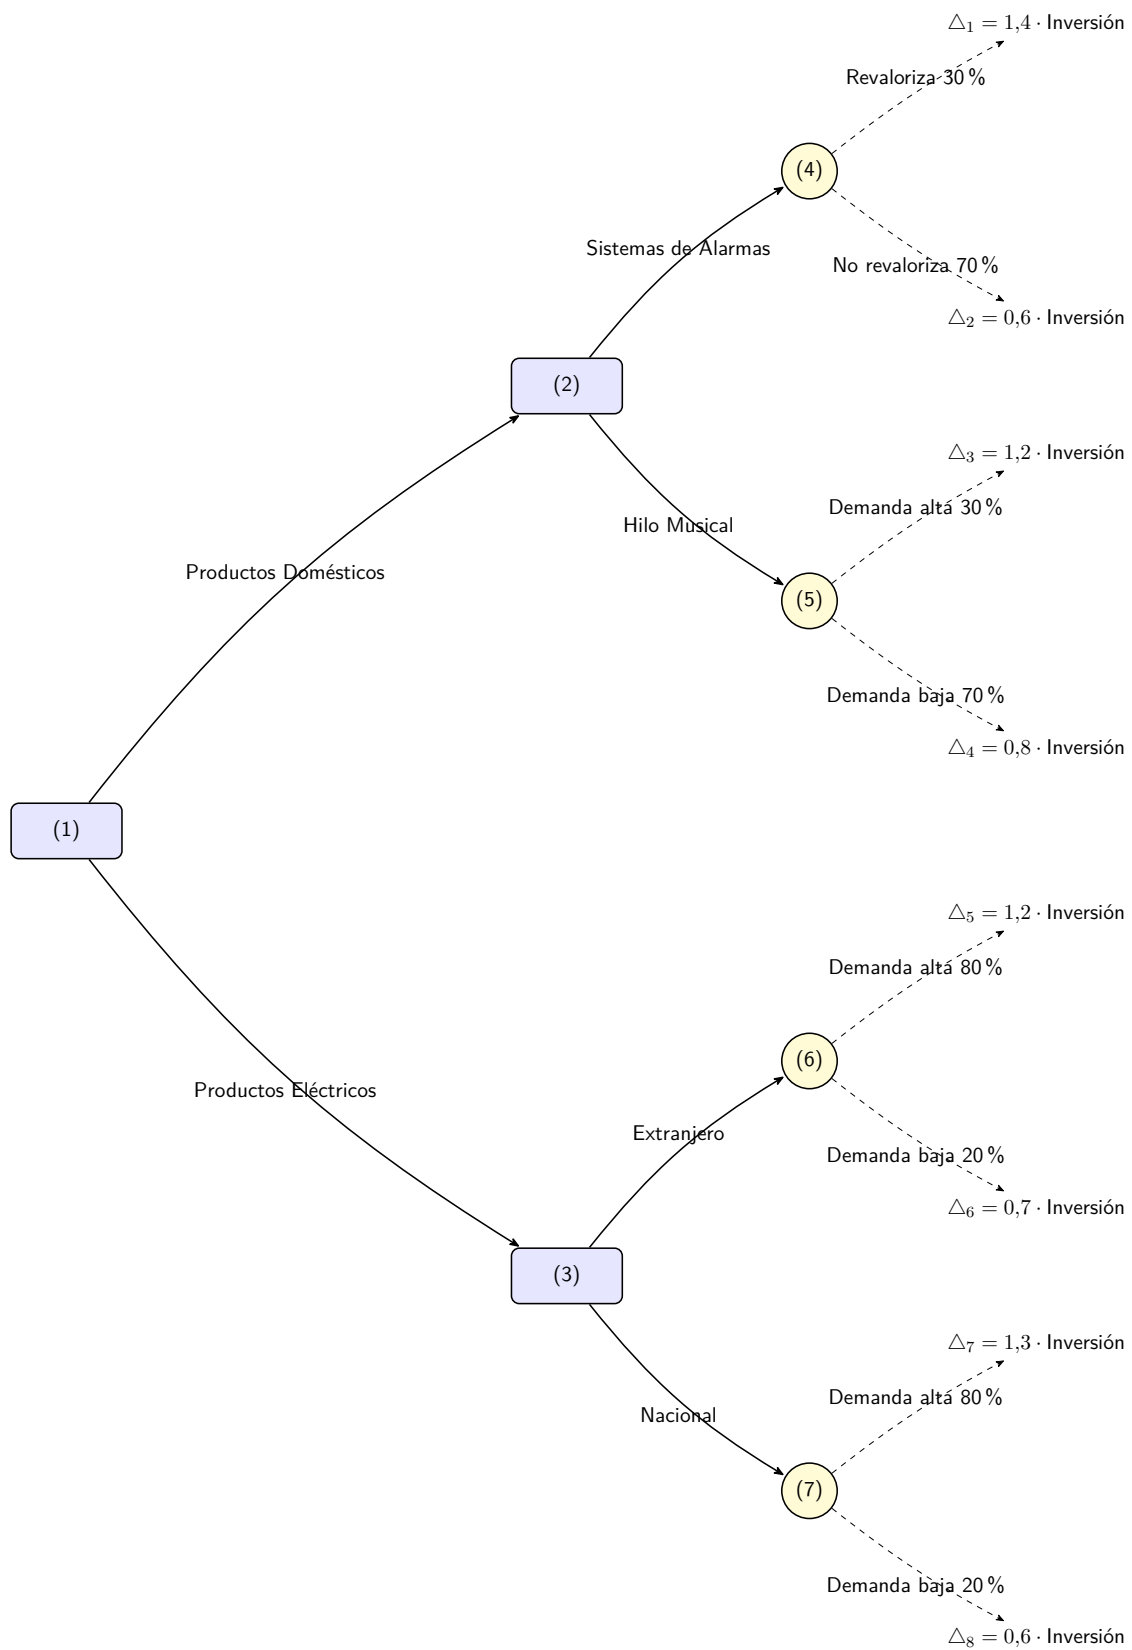 △₁ = 1,4 · Inversión
Revaloriza 30 %
(4)
Sistemas de Alarmas
No revaloriza 70 %
△₂ = 0,6 · Inversión
(2)
△₃ = 1,2 · Inversión
Demanda alta 30 %
Hilo Musical
Productos Domésticos
(5)
Demanda baja 70 %
△₄ = 0,8 · Inversión
(1)
△₅ = 1,2 · Inversión
Demanda alta 80 %
(6)
Productos Eléctricos
Extranjero
Demanda baja 20 %
△₆ = 0,7 · Inversión
(3)
△₇ = 1,3 · Inversión
Demanda alta 80 %
Nacional
(7)
Demanda baja 20 %
△₈ = 0,6 · Inversión